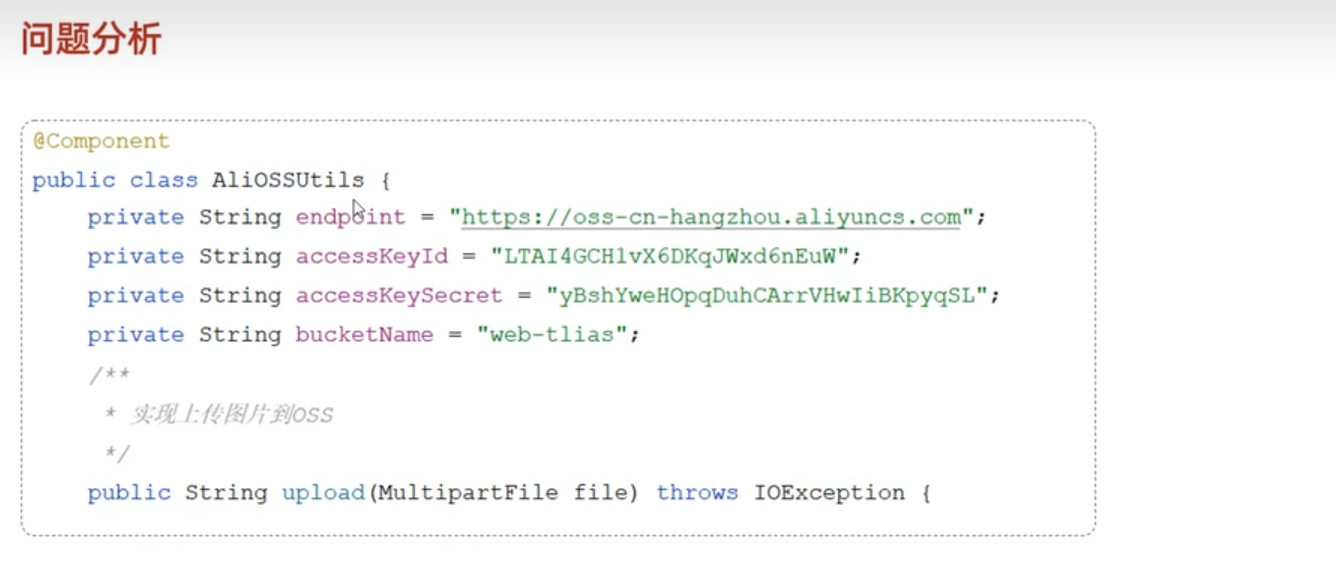 问题分析
@Component
public class AliOSSUtils {
private String endpoint = "https://oss-cn-hangzhou.aliyuncs.com";
private String accessKeyId = "LTAI4GCH1vX6DKqJWxd6nEuW";
private String accessKeySecret = "yBshYweHOpqDuhCArrVHwIiBKpyqSL";
private String bucketName = "web-tlias";
/**
* 实现上传图片到OSS
*/
public String upload(MultipartFile file) throws IOException {